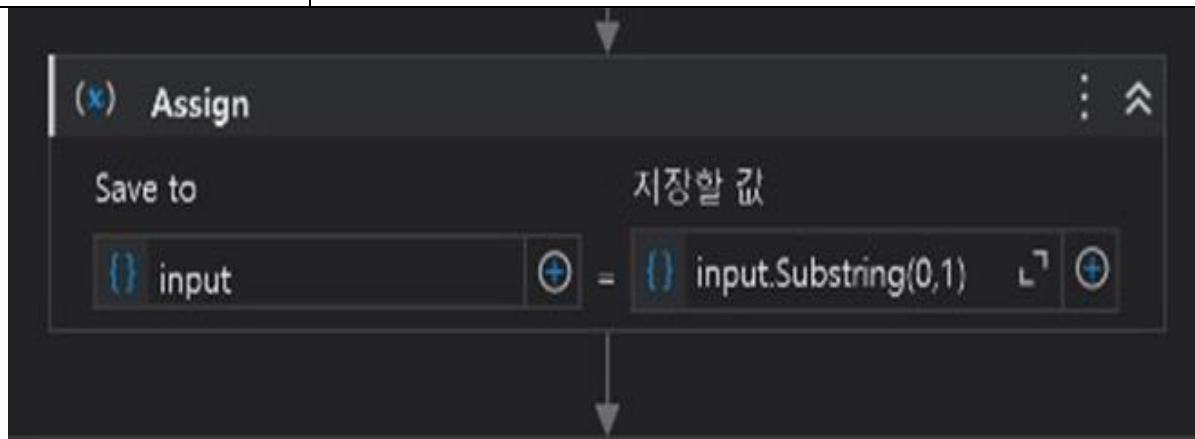 (x) Assign
Save to
저장할 값
{} input
=
{} input.Substring(0,1)